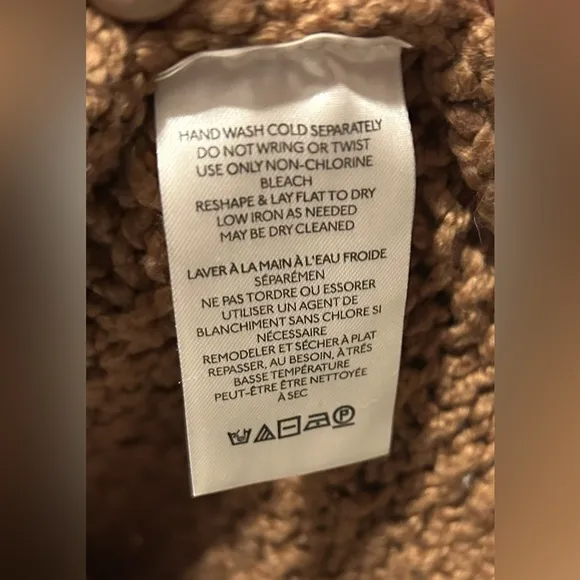 HAND WASH COLD SEPARATELY
DO NOT WRING OR TWIST
USE ONLY NON-CHLORINE
BLEACH
RESHAPE & LAY FLAT TO DRY
LOW IRON AS NEEDED
MAY BE DRY CLEANED
LAVER À LA MAIN À L'EAU FROIDE
SÉPARÉMEN
NE PAS TORDRE OU ESSORER
UTILISER UN AGENT DE
BLANCHIMENT SANS CHLORE SI
NÉCESSAIRE
REMODELER ET SÉCHER À PLAT
REPASSER, AU BESOIN, À TRÉS
BASSE TEMPÉRATURE
PEUT-ÊTRE ÊTRE NETTOYÉE
À SEC
P